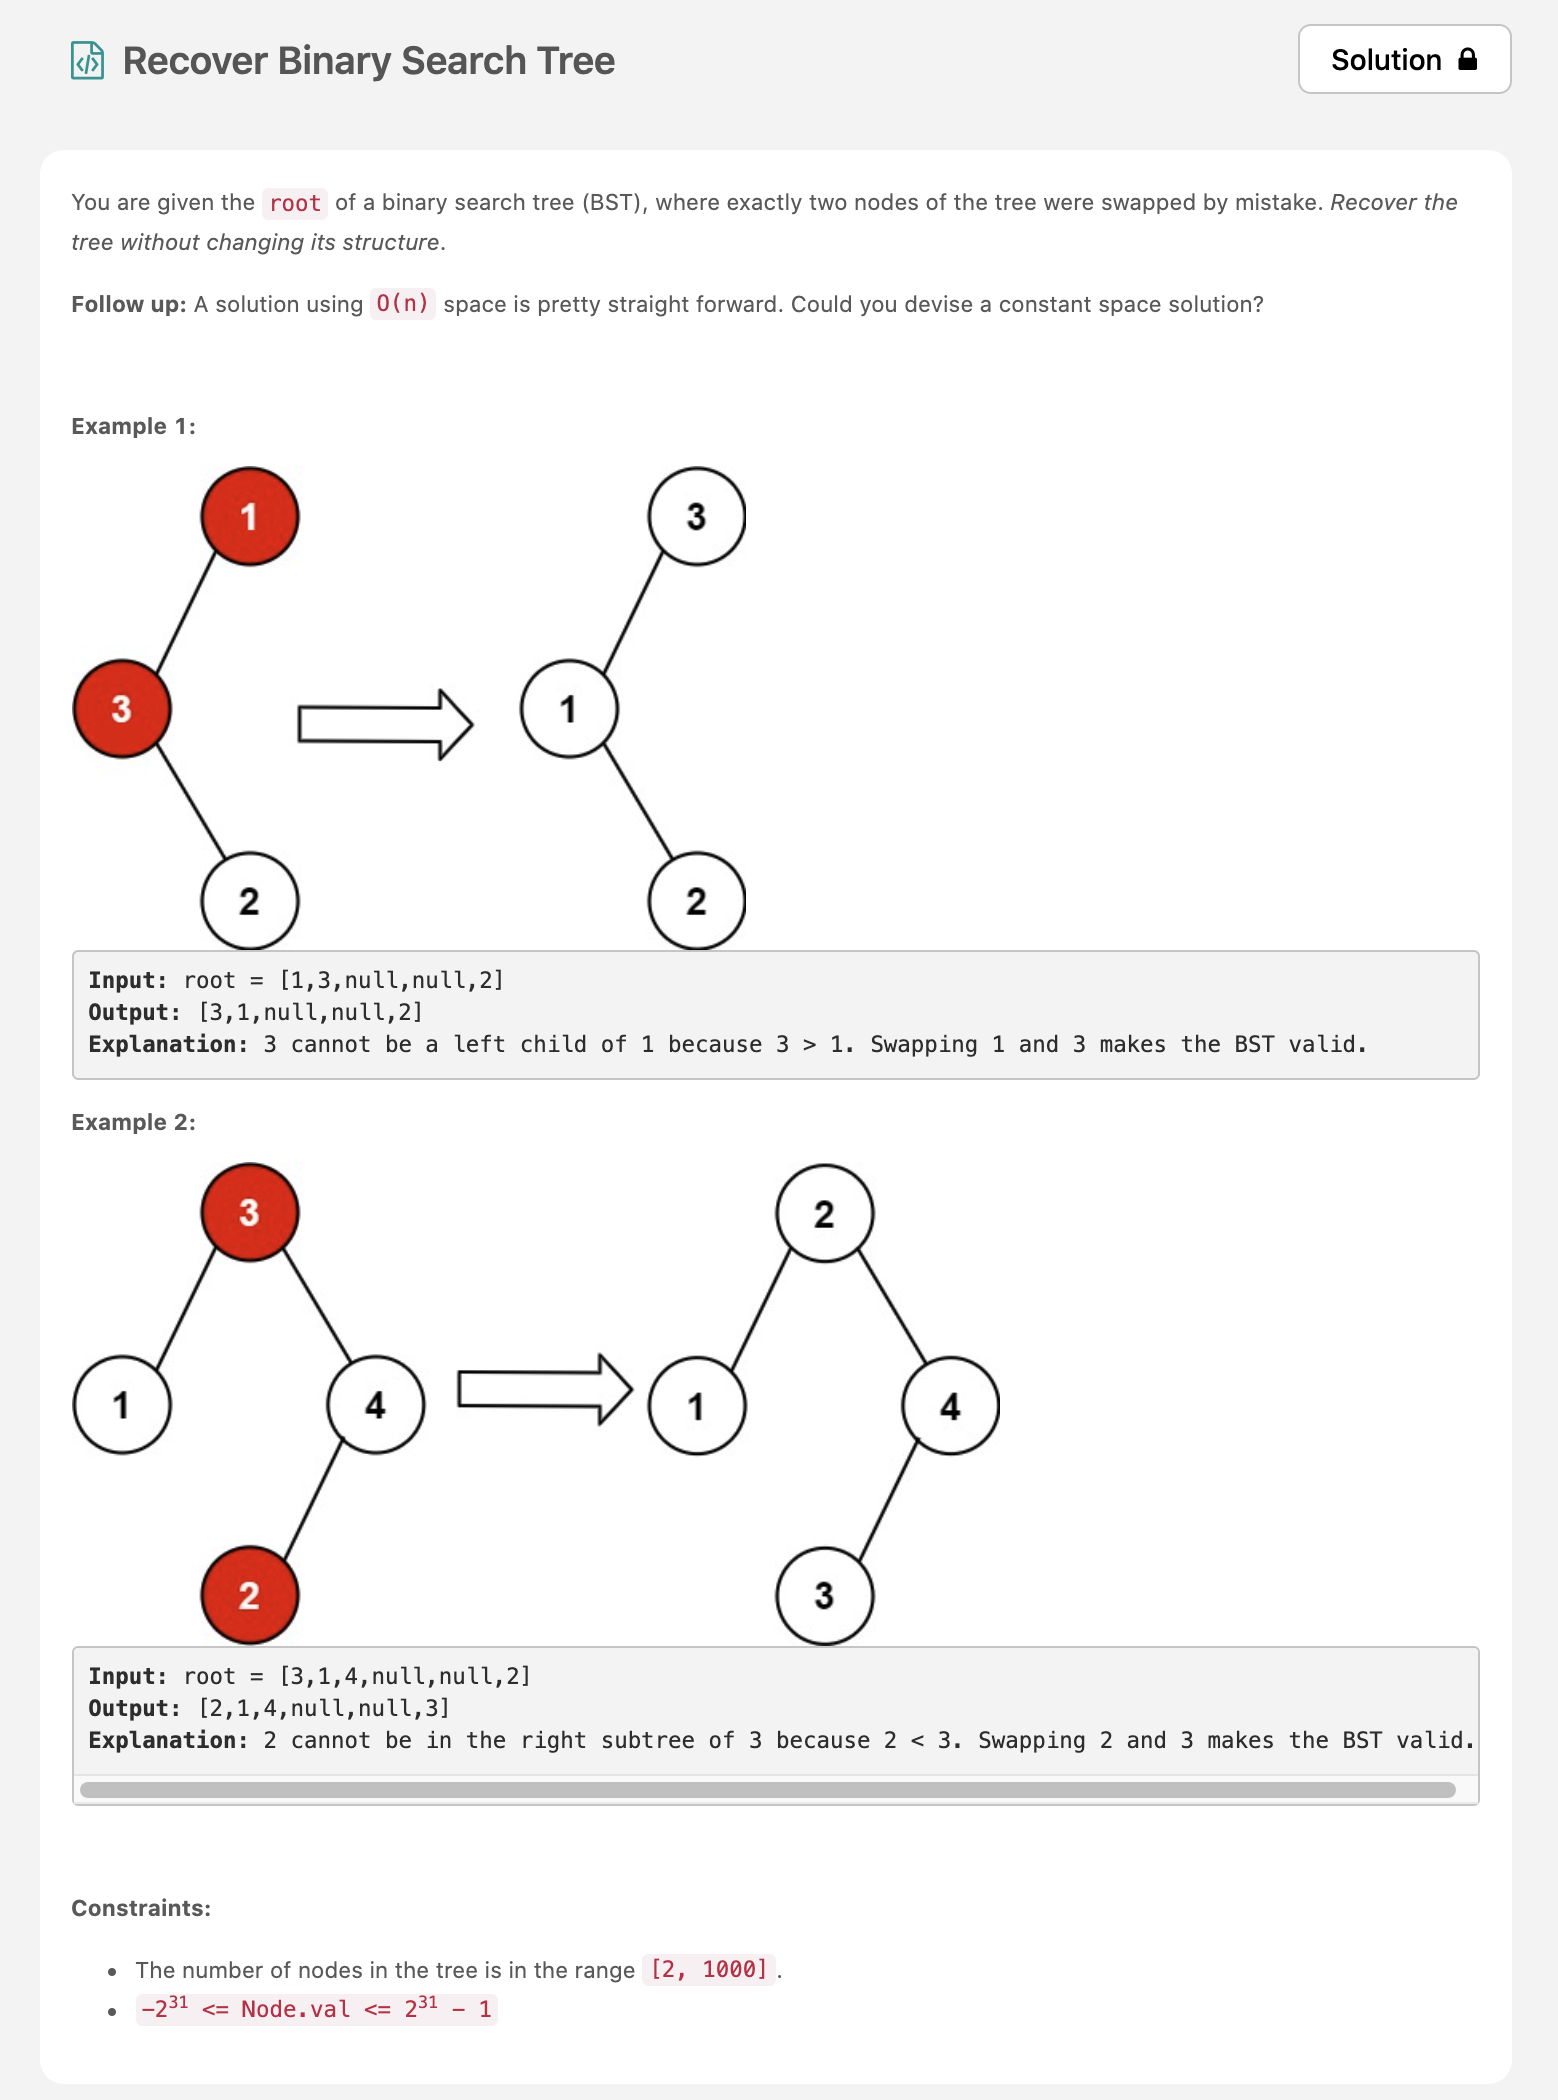 Recover Binary Search Tree
Solution
You are given the root of a binary search tree (BST), where exactly two nodes of the tree were swapped by mistake. Recover the
tree without changing its structure.
Follow up: A solution using O(n) space is pretty straight forward. Could you devise a constant space solution?
Example 1:
1
3
3
1
2
2
Input: root = [1,3,null,null,2]
Output: [3,1,null,null,2]
Explanation: 3 cannot be a left child of 1 because 3 > 1. Swapping 1 and 3 makes the BST valid.
Example 2:
3
2
1
4
1
4
2
3
Input: root = [3,1,4,null,null,2]
Output: [2,1,4,null,null,3]
Explanation: 2 cannot be in the right subtree of 3 because 2 < 3. Swapping 2 and 3 makes the BST valid.
Constraints:
• The number of nodes in the tree is in the range [2, 1000].
• -2³¹ <= Node.val <= 2³¹ - 1